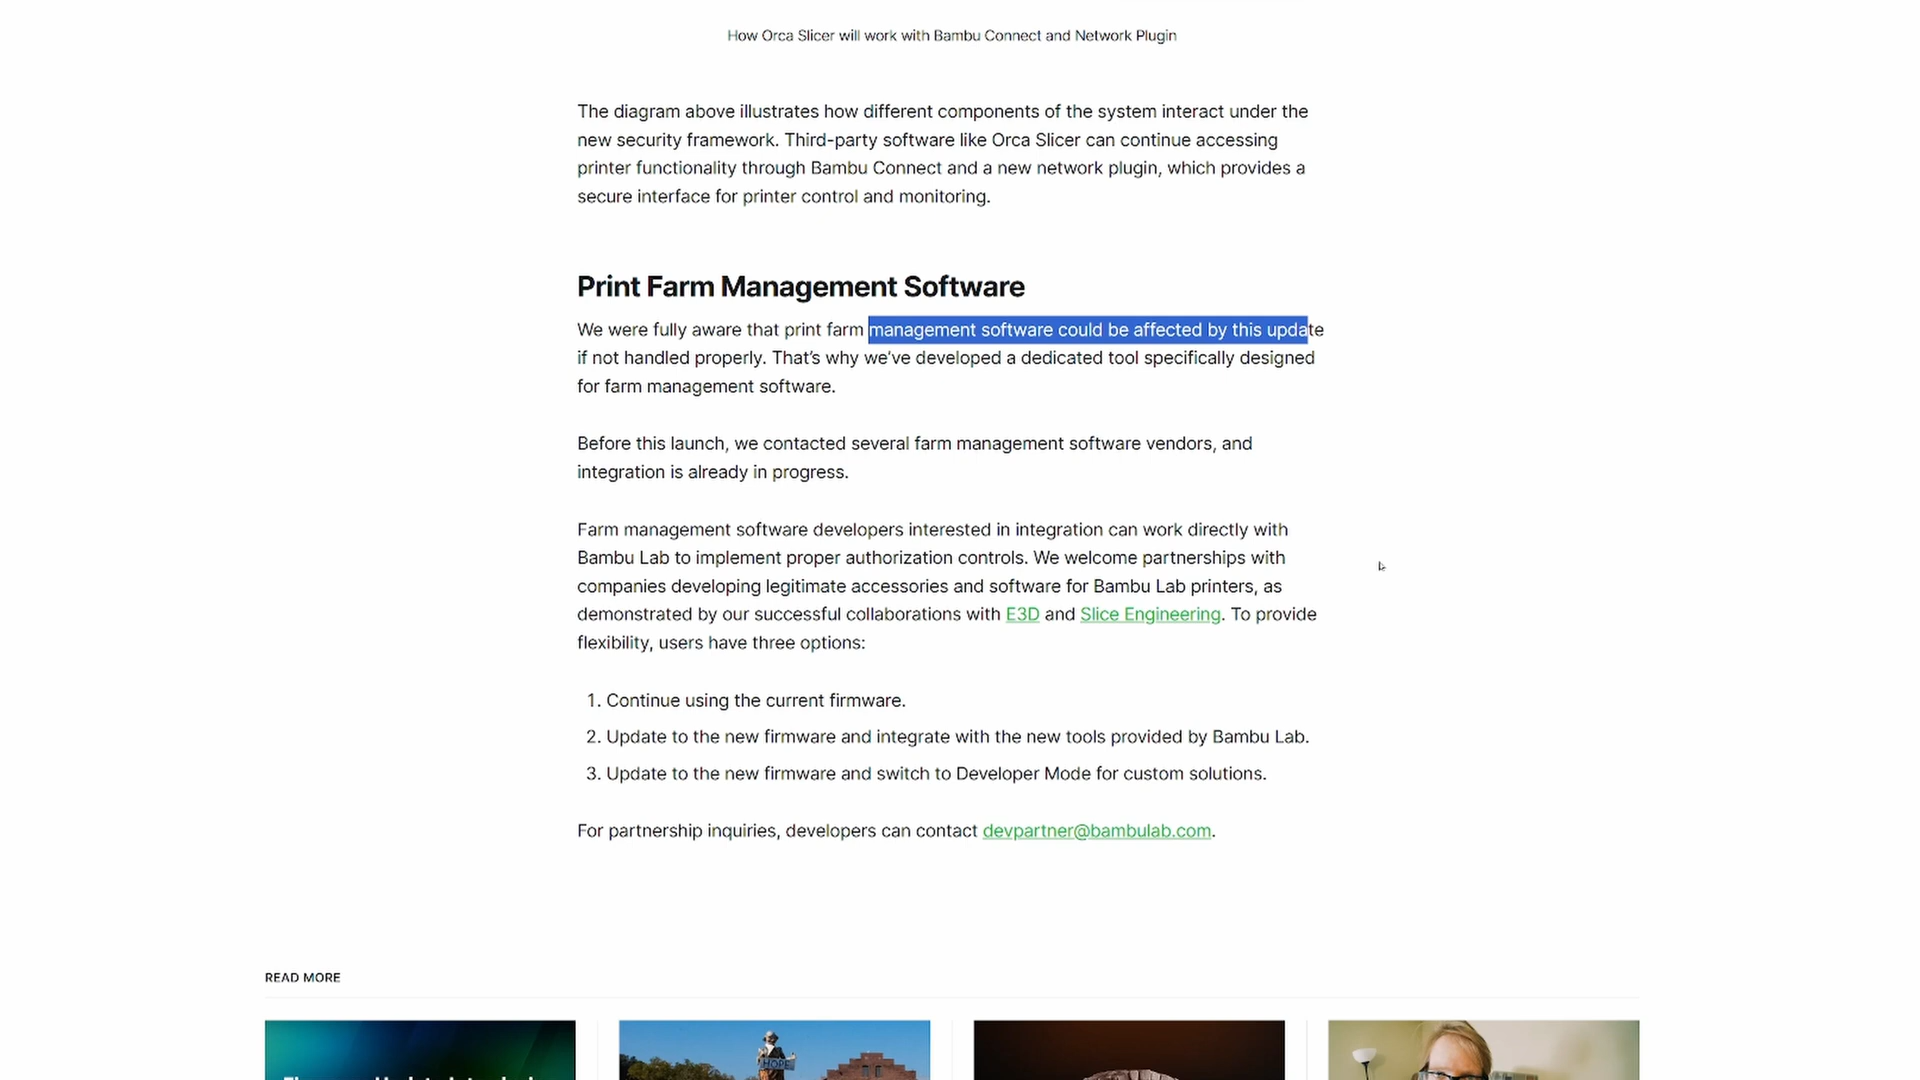 How Orca Slicer will work with Bambu Connect and Network Plugin
The diagram above illustrates how different components of the system interact under the
new security framework. Third-party software like Orca Slicer can continue accessing
printer functionality through Bambu Connect and a new network plugin, which provides a
secure interface for printer control and monitoring.
Print Farm Management Software
We were fully aware that print farm management software could be affected by this update
if not handled properly. That’s why we’ve developed a dedicated tool specifically designed
for farm management software.
Before this launch, we contacted several farm management software vendors, and
integration is already in progress.
Farm management software developers interested in integration can work directly with
Bambu Lab to implement proper authorization controls. We welcome partnerships with
companies developing legitimate accessories and software for Bambu Lab printers, as
demonstrated by our successful collaborations with E3D and Slice Engineering. To provide
flexibility, users have three options:
1. Continue using the current firmware.
2. Update to the new firmware and integrate with the new tools provided by Bambu Lab.
3. Update to the new firmware and switch to Developer Mode for custom solutions.
For partnership inquiries, developers can contact devpartner@bambulab.com.
READ MORE
HOPE